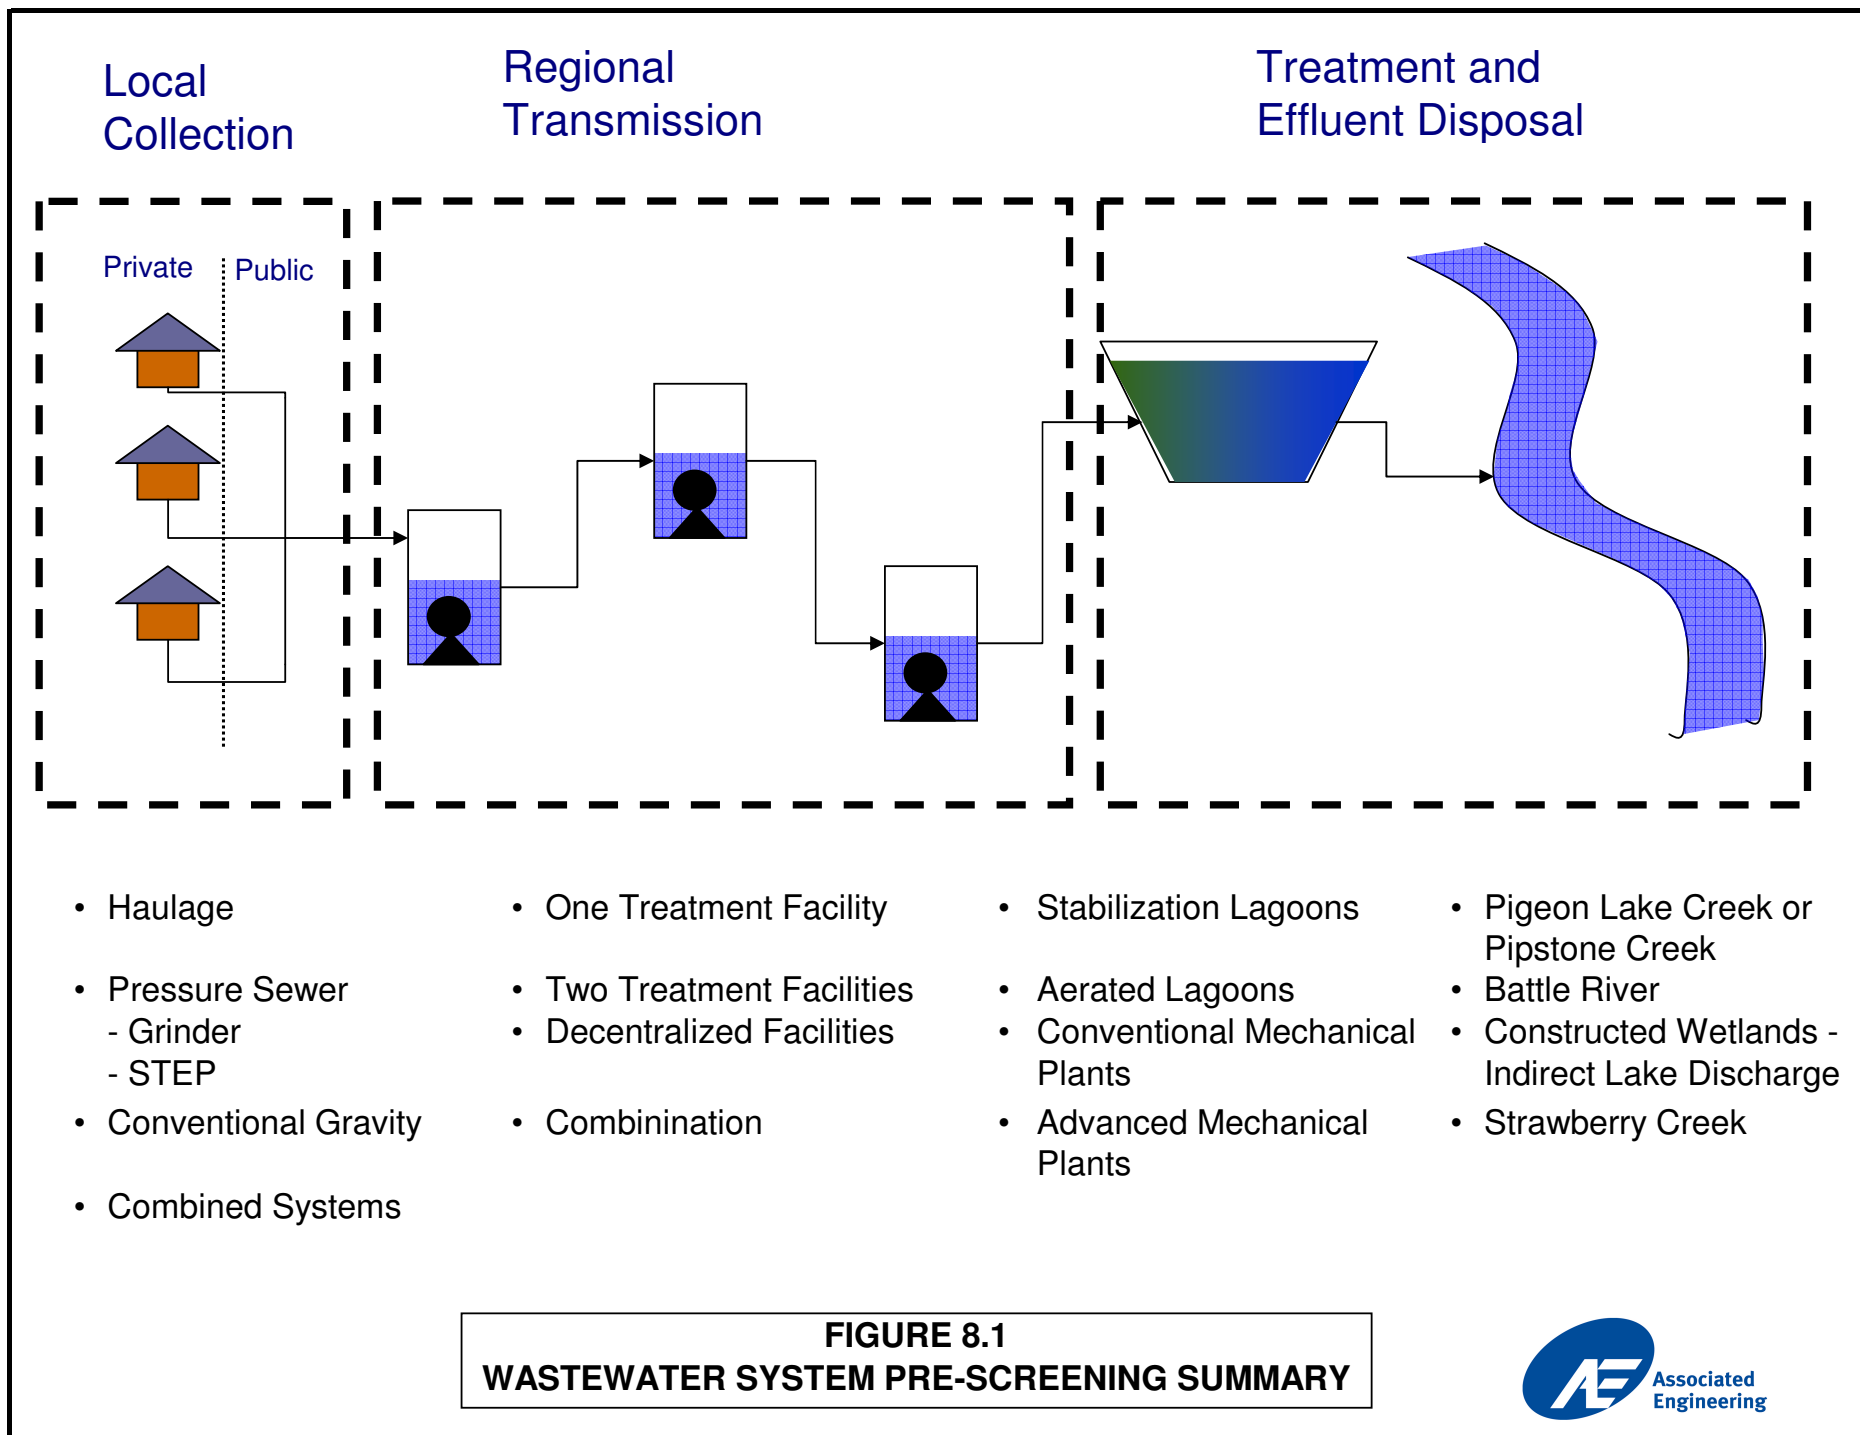 Local
Collection
Regional
Transmission
Treatment and
Effluent Disposal
Private
Public
• Haulage
• Pressure Sewer
- Grinder
- STEP
• Conventional Gravity
• Combined Systems
• One Treatment Facility
• Two Treatment Facilities
• Decentralized Facilities
• Combinination
• Stabilization Lagoons
• Aerated Lagoons
• Conventional Mechanical
Plants
• Advanced Mechanical
Plants
• Pigeon Lake Creek or
Pipstone Creek
• Battle River
• Constructed Wetlands -
Indirect Lake Discharge
• Strawberry Creek
FIGURE 8.1
WASTEWATER SYSTEM PRE-SCREENING SUMMARY
AE
Associated
Engineering